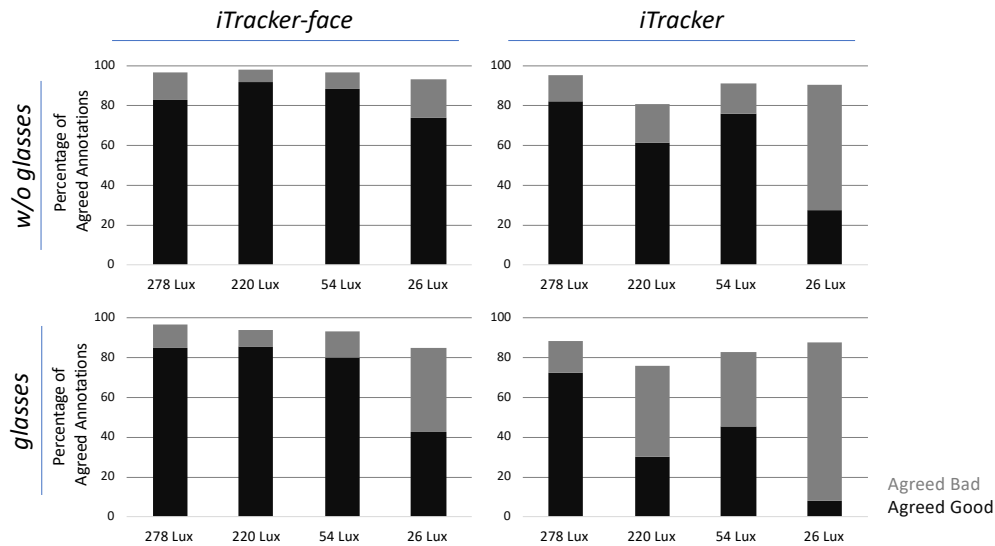 iTracker-face
iTracker
w/o glasses
Percentage of
Agreed Annotations
100
80
60
40
20
0
278 Lux 220 Lux 54 Lux 26 Lux
100
80
60
40
20
0
278 Lux 220 Lux 54 Lux 26 Lux
glasses
Percentage of
Agreed Annotations
100
80
60
40
20
0
278 Lux 220 Lux 54 Lux 26 Lux
100
80
60
40
20
0
278 Lux 220 Lux 54 Lux 26 Lux
Agreed Bad
Agreed Good